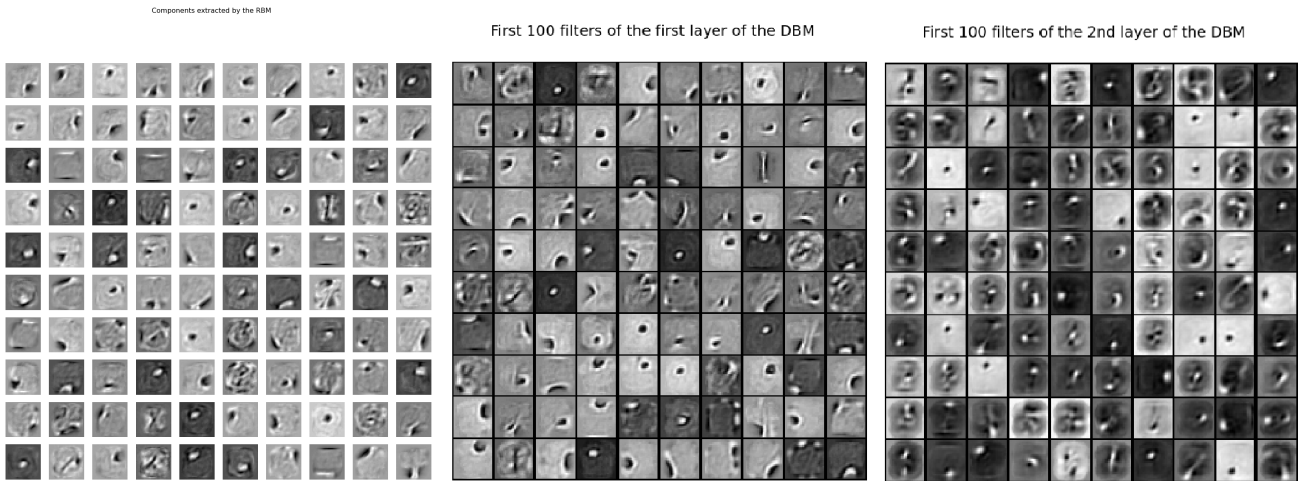 Components extracted by the RBM
First 100 filters of the first layer of the DBM
First 100 filters of the 2nd layer of the DBM